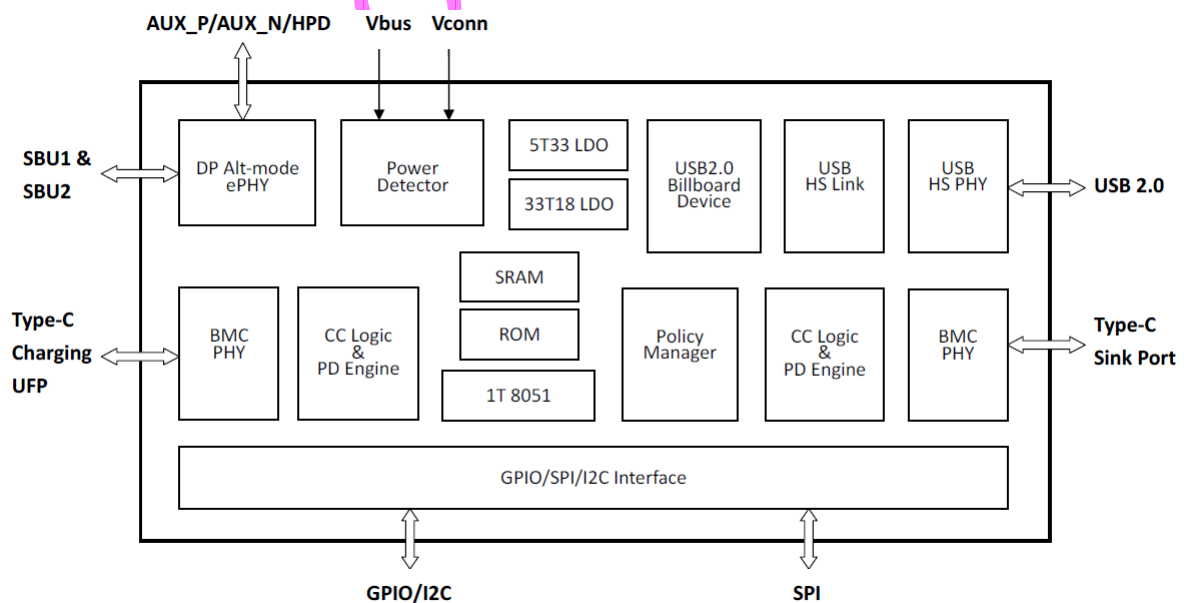 AUX_P/AUX_N/HPD
Vbus
Vconn
SBU1 &
SBU2
DP Alt-mode
ePHY
Power
Detector
5T33 LDO
33T18 LDO
USB2.0
Billboard
Device
USB
HS Link
USB
HS PHY
USB 2.0
Type-C
Charging
UFP
BMC
PHY
CC Logic
&
PD Engine
SRAM
ROM
1T 8051
Policy
Manager
CC Logic
&
PD Engine
BMC
PHY
Type-C
Sink Port
GPIO/SPI/I2C Interface
GPIO/I2C
SPI